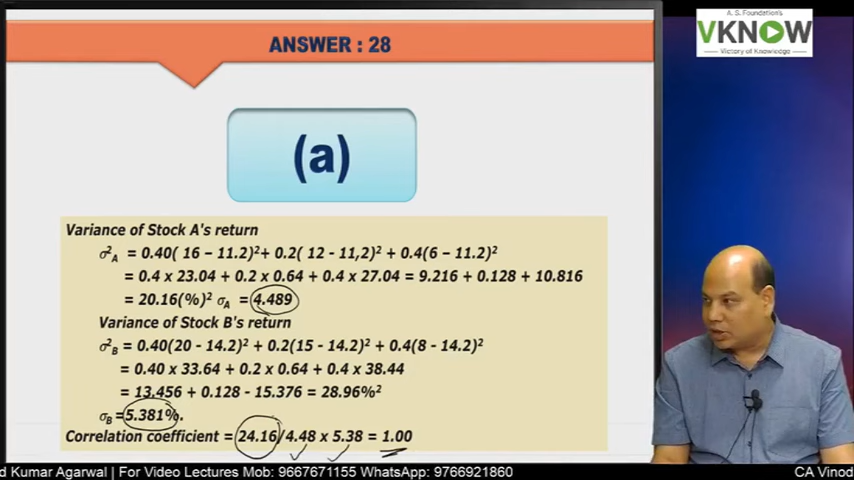 A. S. Foundation's
VKNOW
Victory of Knowledge
ANSWER : 28
(a)
Variance of Stock A's return
σ²A = 0.40( 16 – 11.2)²+ 0.2( 12 - 11,2)² + 0.4(6 – 11.2)²
= 0.4 x 23.04 + 0.2 x 0.64 + 0.4 x 27.04 = 9.216 + 0.128 + 10.816
= 20.16(%)² σA = 4.489
Variance of Stock B's return
σ²B = 0.40(20 - 14.2)² + 0.2(15 - 14.2)² + 0.4(8 - 14.2)²
= 0.40 x 33.64 + 0.2 x 0.64 + 0.4 x 38.44
= 13.456 + 0.128 - 15.376 = 28.96%²
σB =5.381%.
Correlation coefficient = 24.16/4.48 x 5.38 = 1.00
d Kumar Agarwal | For Video Lectures Mob: 9667671155 WhatsApp: 9766921860 CA Vinod